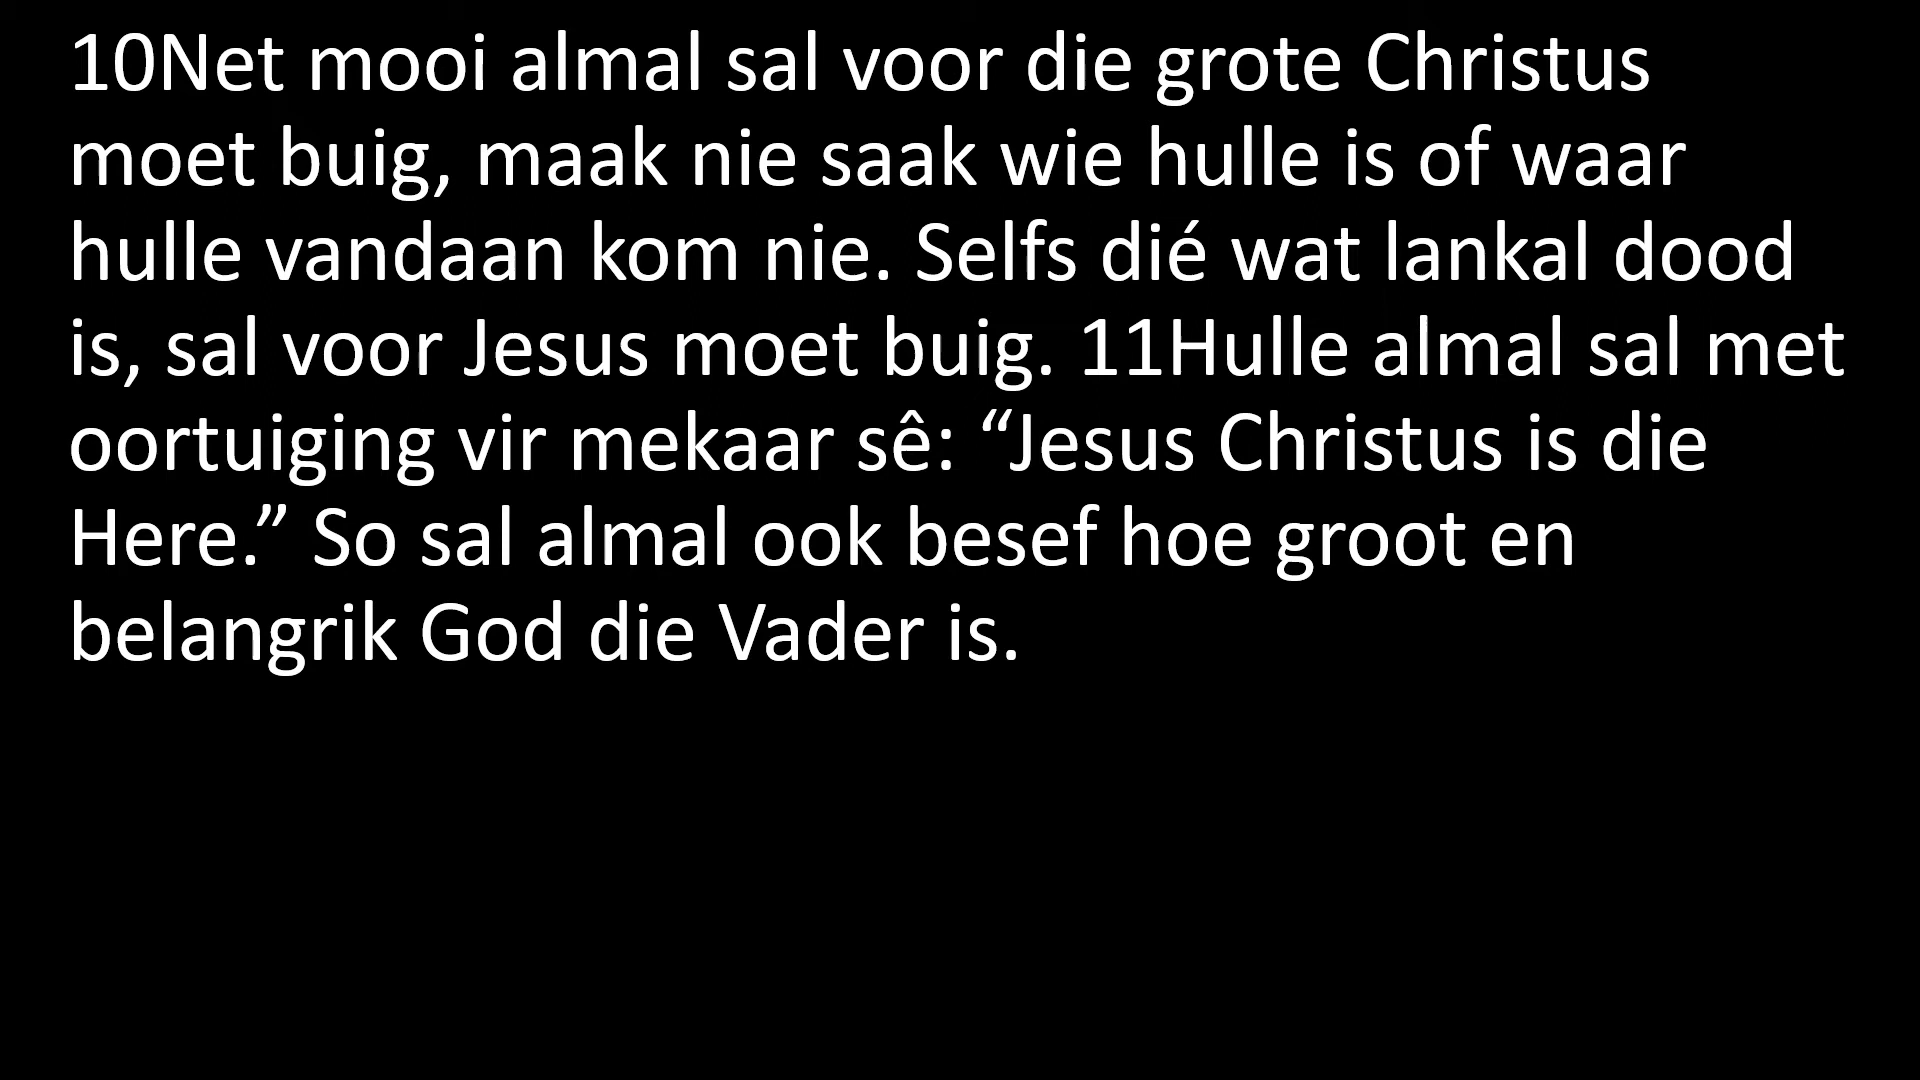 10Net mooi almal sal voor die grote Christus
moet buig, maak nie saak wie hulle is of waar
hulle vandaan kom nie. Selfs dié wat lankal dood
is, sal voor Jesus moet buig. 11Hulle almal sal met
oortuiging vir mekaar sê: “Jesus Christus is die
Here.” So sal almal ook besef hoe groot en
belangrik God die Vader is.